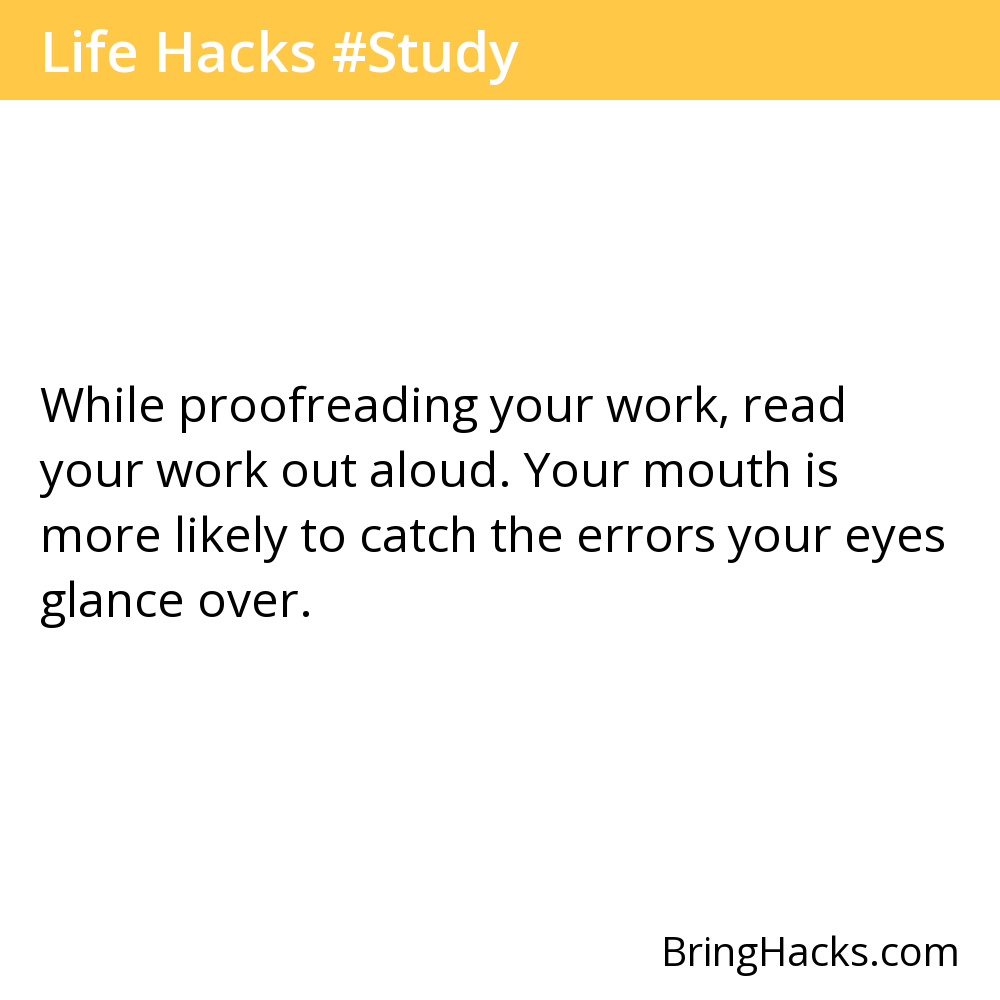 Life Hacks #Study
While proofreading your work, read
your work out aloud. Your mouth is
more likely to catch the errors your eyes
glance over.
BringHacks.com